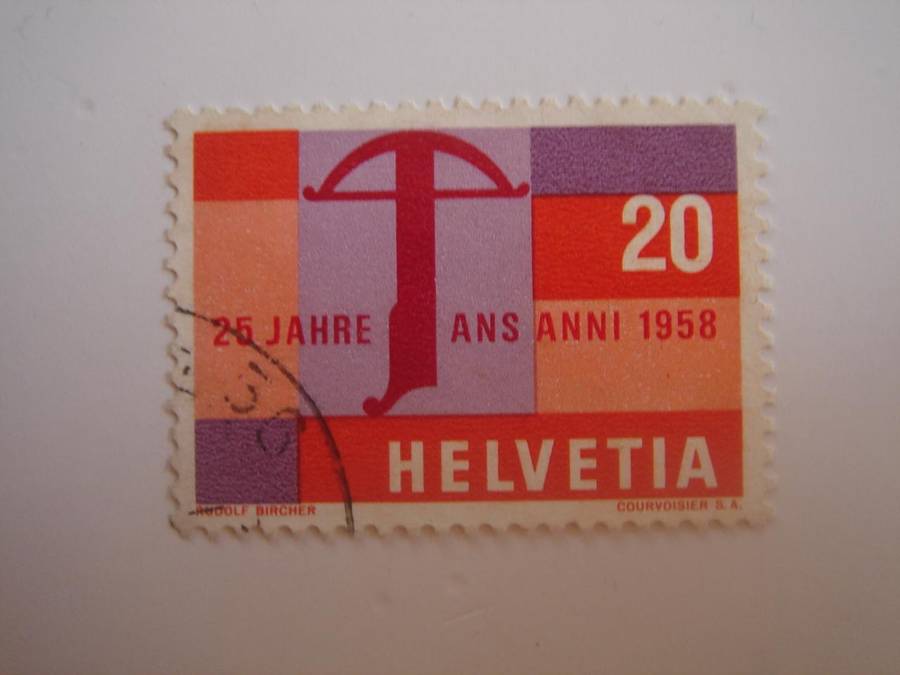 20
25 JAHRE ANS ANNI 1958
HELVETIA
RUDOLF BIRCHER COURVOISIER S.A.